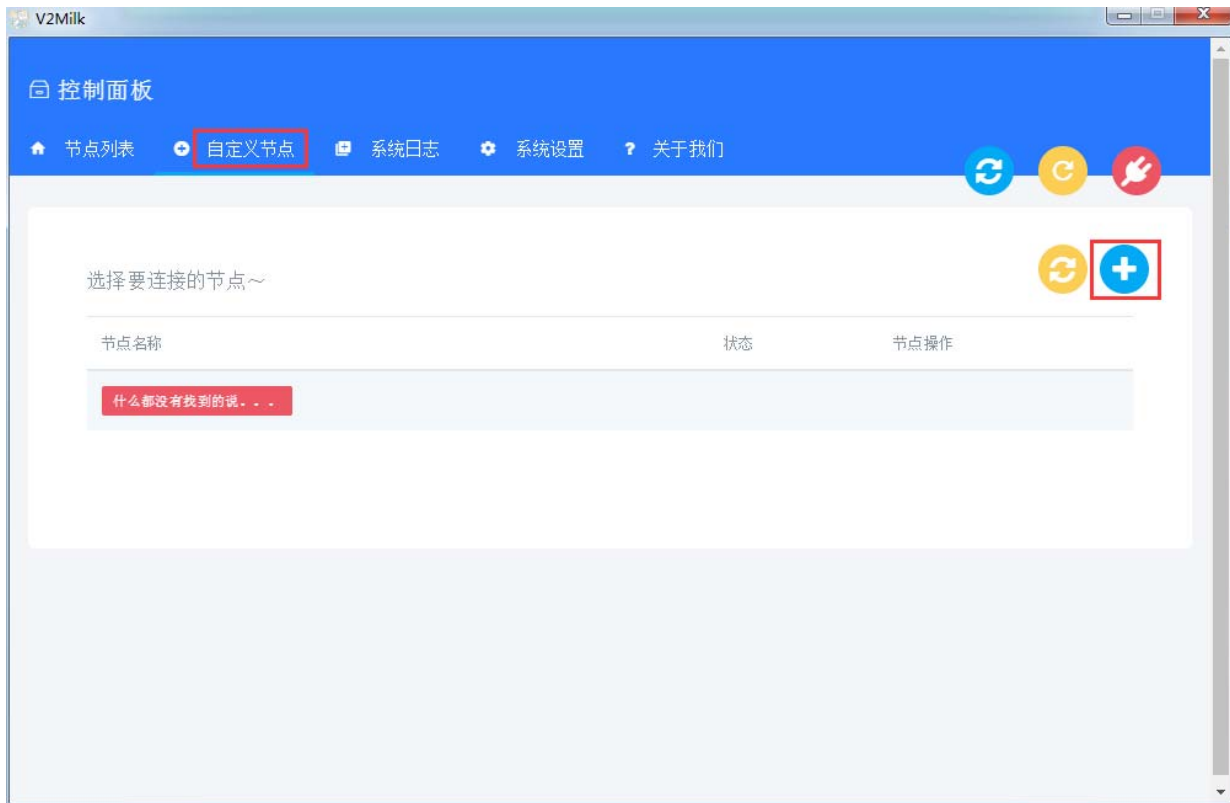 V2Milk
控制面板
节点列表 自定义节点 系统日志 系统设置 ? 关于我们
选择要连接的节点～
节点名称 状态 节点操作
什么都没有找到的说. . .